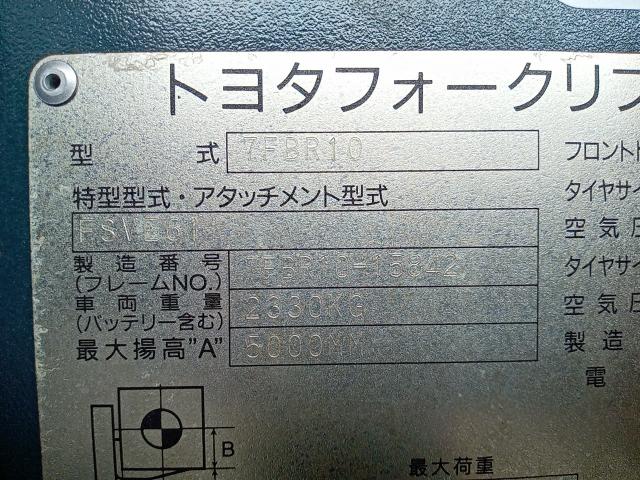 トヨタフォークリフ
型 式 7FBR10 フロント
特型型式・アタッチメント型式 タイヤサイ
FSVE61 空気圧
製造番号 7FBR10-15842 タイヤサイ
(フレームNO.)
車両重量 2330KG 空気圧
(バッテリー含む)
最大揚高"A" 5000MM 製造
電
B
最大荷重